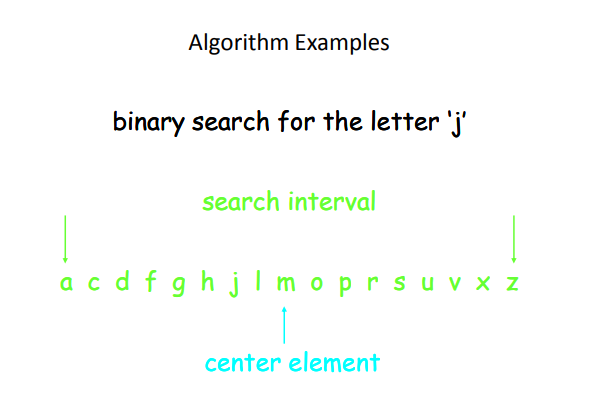 Algorithm Examples
binary search for the letter ‘j’
search interval
a c d f g h j l m o p r s u v x z
center element